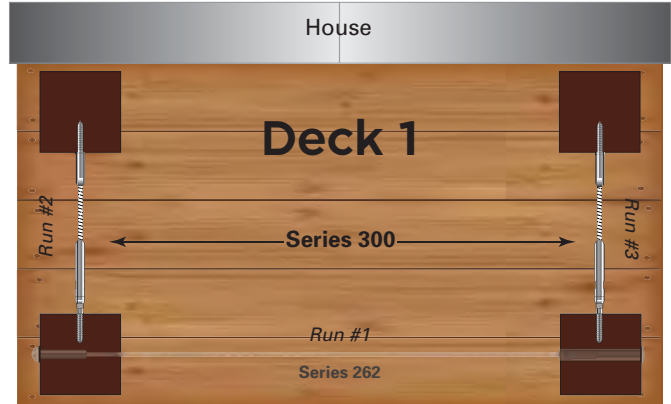 House
Deck 1
Run #2
Series 300
Run #3
Run #1
Series 262